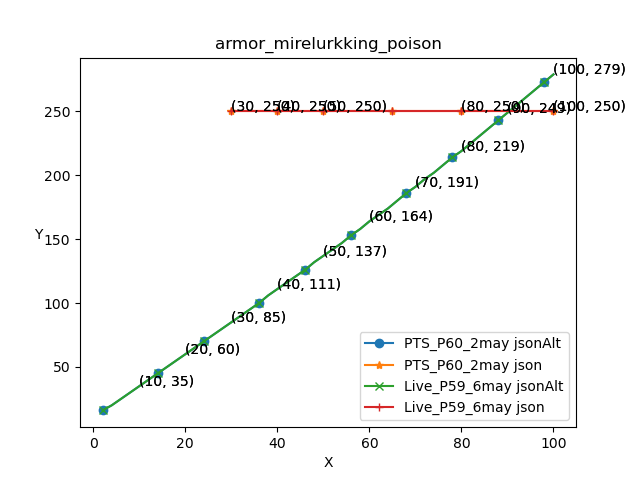 armor_mirelurkking_poison
(100, 279)
(30, 250)
(40, 250)
(50, 250)
(80, 250)
(90, 249)
(100, 250)
250
(80, 219)
200
(70, 191)
(60, 164)
Y
150
(50, 137)
(40, 111)
100
(30, 85)
(20, 60)
50
(10, 35)
PTS_P60_2may jsonAlt
PTS_P60_2may json
Live_P59_6may jsonAlt
Live_P59_6may json
0 20 40 60 80 100
X